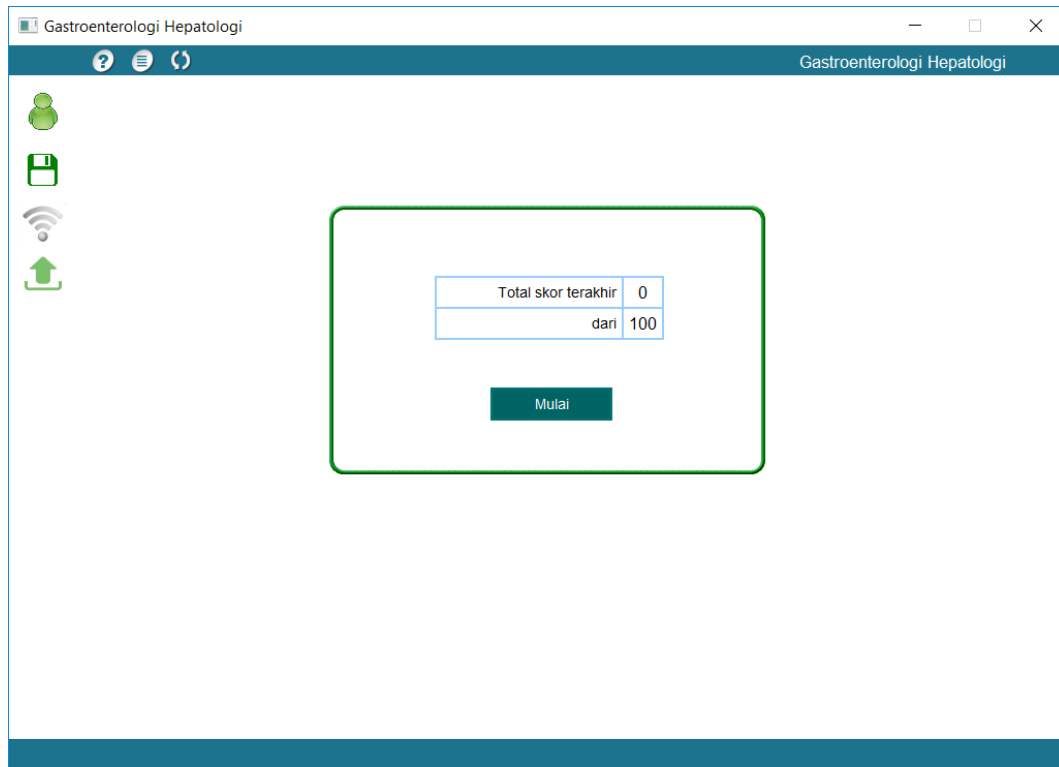 Gastroenterologi Hepatologi
Gastroenterologi Hepatologi
Total skor terakhir 0
dari 100
Mulai